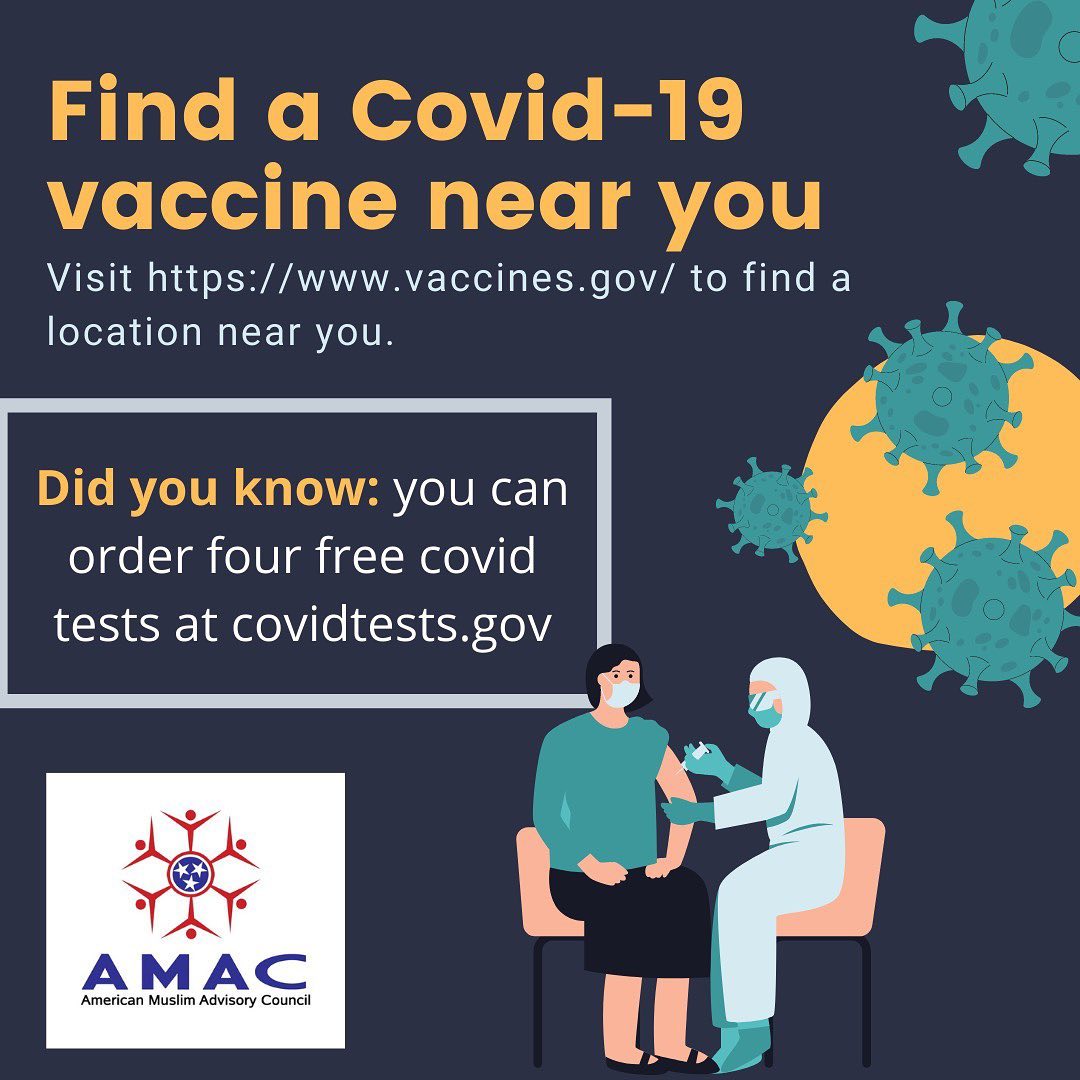 Find a Covid-19
vaccine near you
Visit https://www.vaccines.gov/ to find a
location near you.
Did you know: you can
order four free covid
tests at covidtests.gov
AMAC
American Muslim Advisory Council